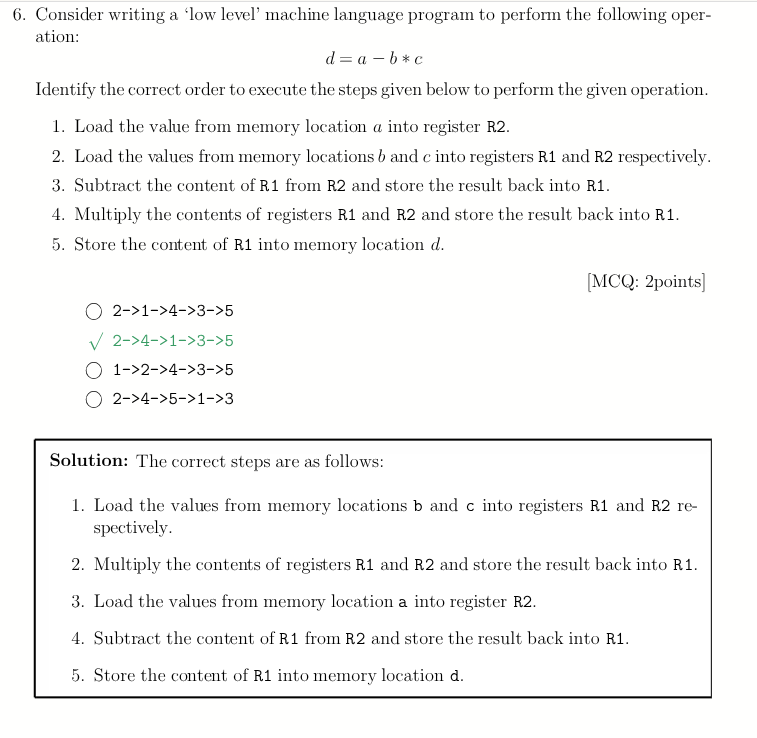 6. Consider writing a ‘low level’ machine language program to perform the following oper-
ation:
d = a − b ∗ c
Identify the correct order to execute the steps given below to perform the given operation.
1. Load the value from memory location a into register R2.
2. Load the values from memory locations b and c into registers R1 and R2 respectively.
3. Subtract the content of R1 from R2 and store the result back into R1.
4. Multiply the contents of registers R1 and R2 and store the result back into R1.
5. Store the content of R1 into memory location d.
[MCQ: 2points]
○ 2->1->4->3->5
√ 2->4->1->3->5
○ 1->2->4->3->5
○ 2->4->5->1->3
Solution: The correct steps are as follows:
1. Load the values from memory locations b and c into registers R1 and R2 re-
spectively.
2. Multiply the contents of registers R1 and R2 and store the result back into R1.
3. Load the values from memory location a into register R2.
4. Subtract the content of R1 from R2 and store the result back into R1.
5. Store the content of R1 into memory location d.